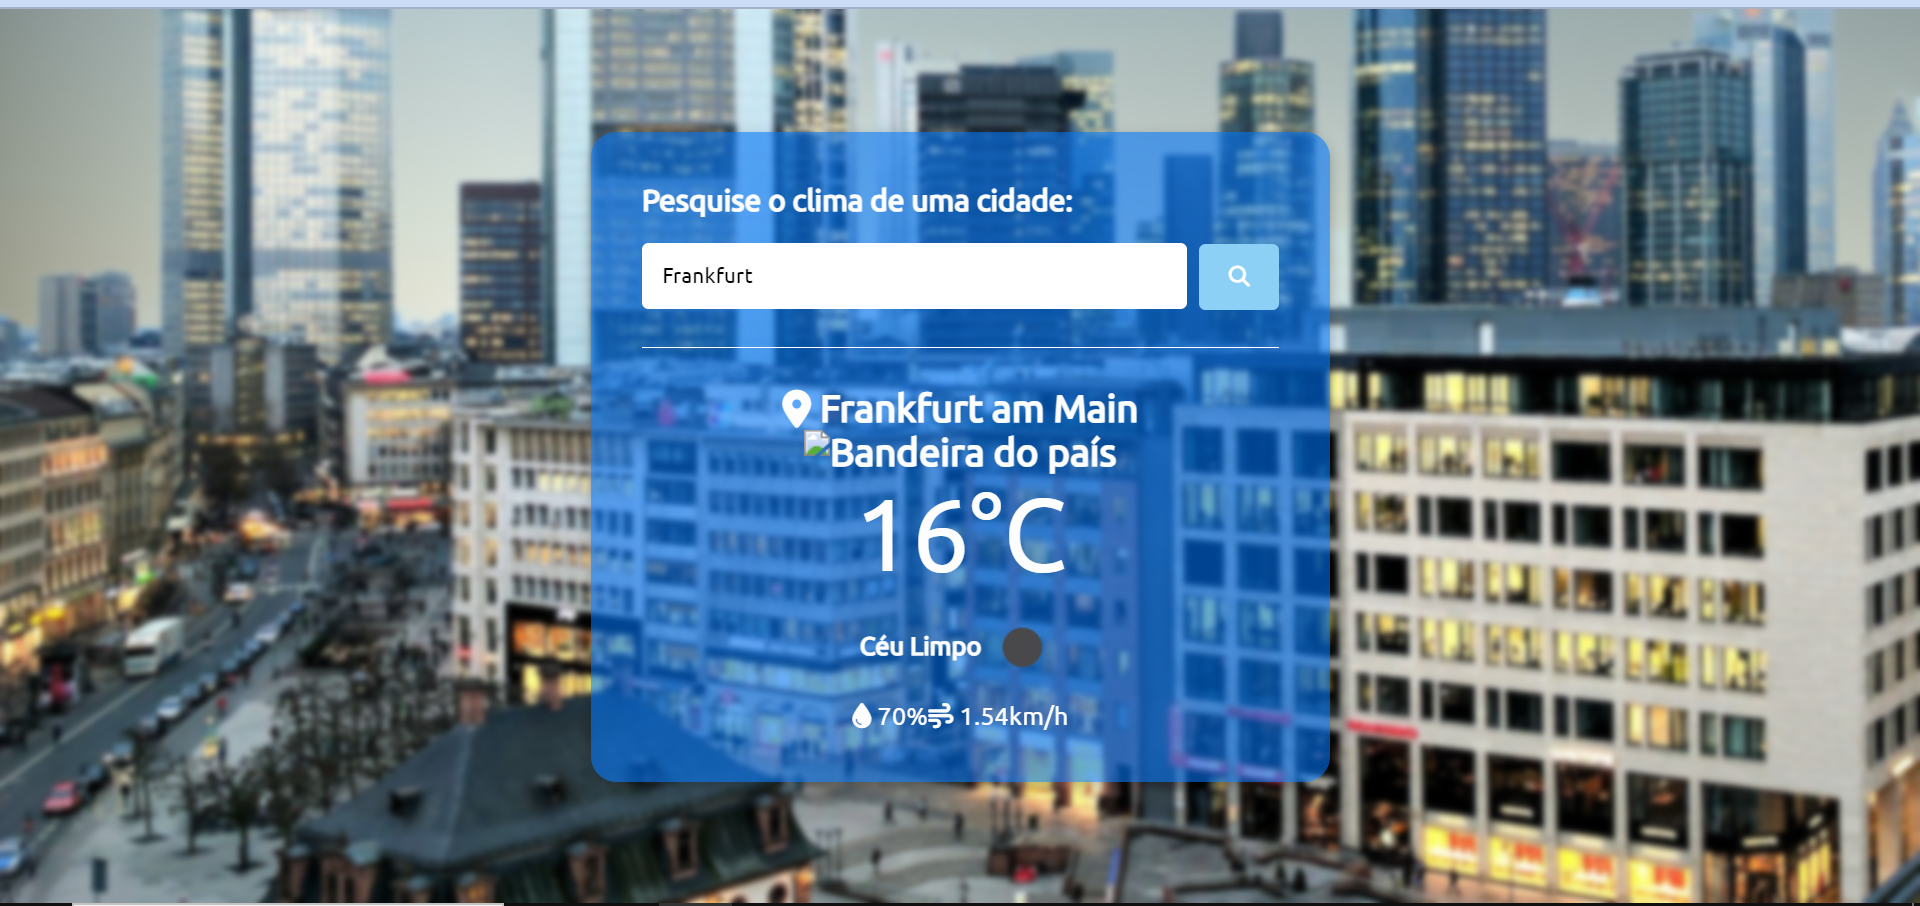 Pesquise o clima de uma cidade:
Frankfurt
Frankfurt am Main
Bandeira do país
16°C
Céu Limpo
70% 1.54km/h